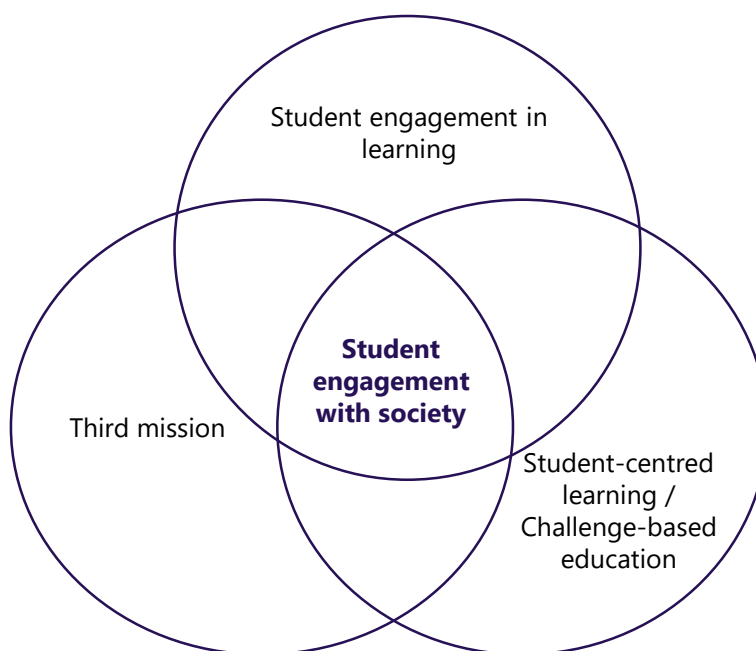 Student engagement in
learning
Student
engagement
with society
Third mission
Student-centred
learning /
Challenge-based
education